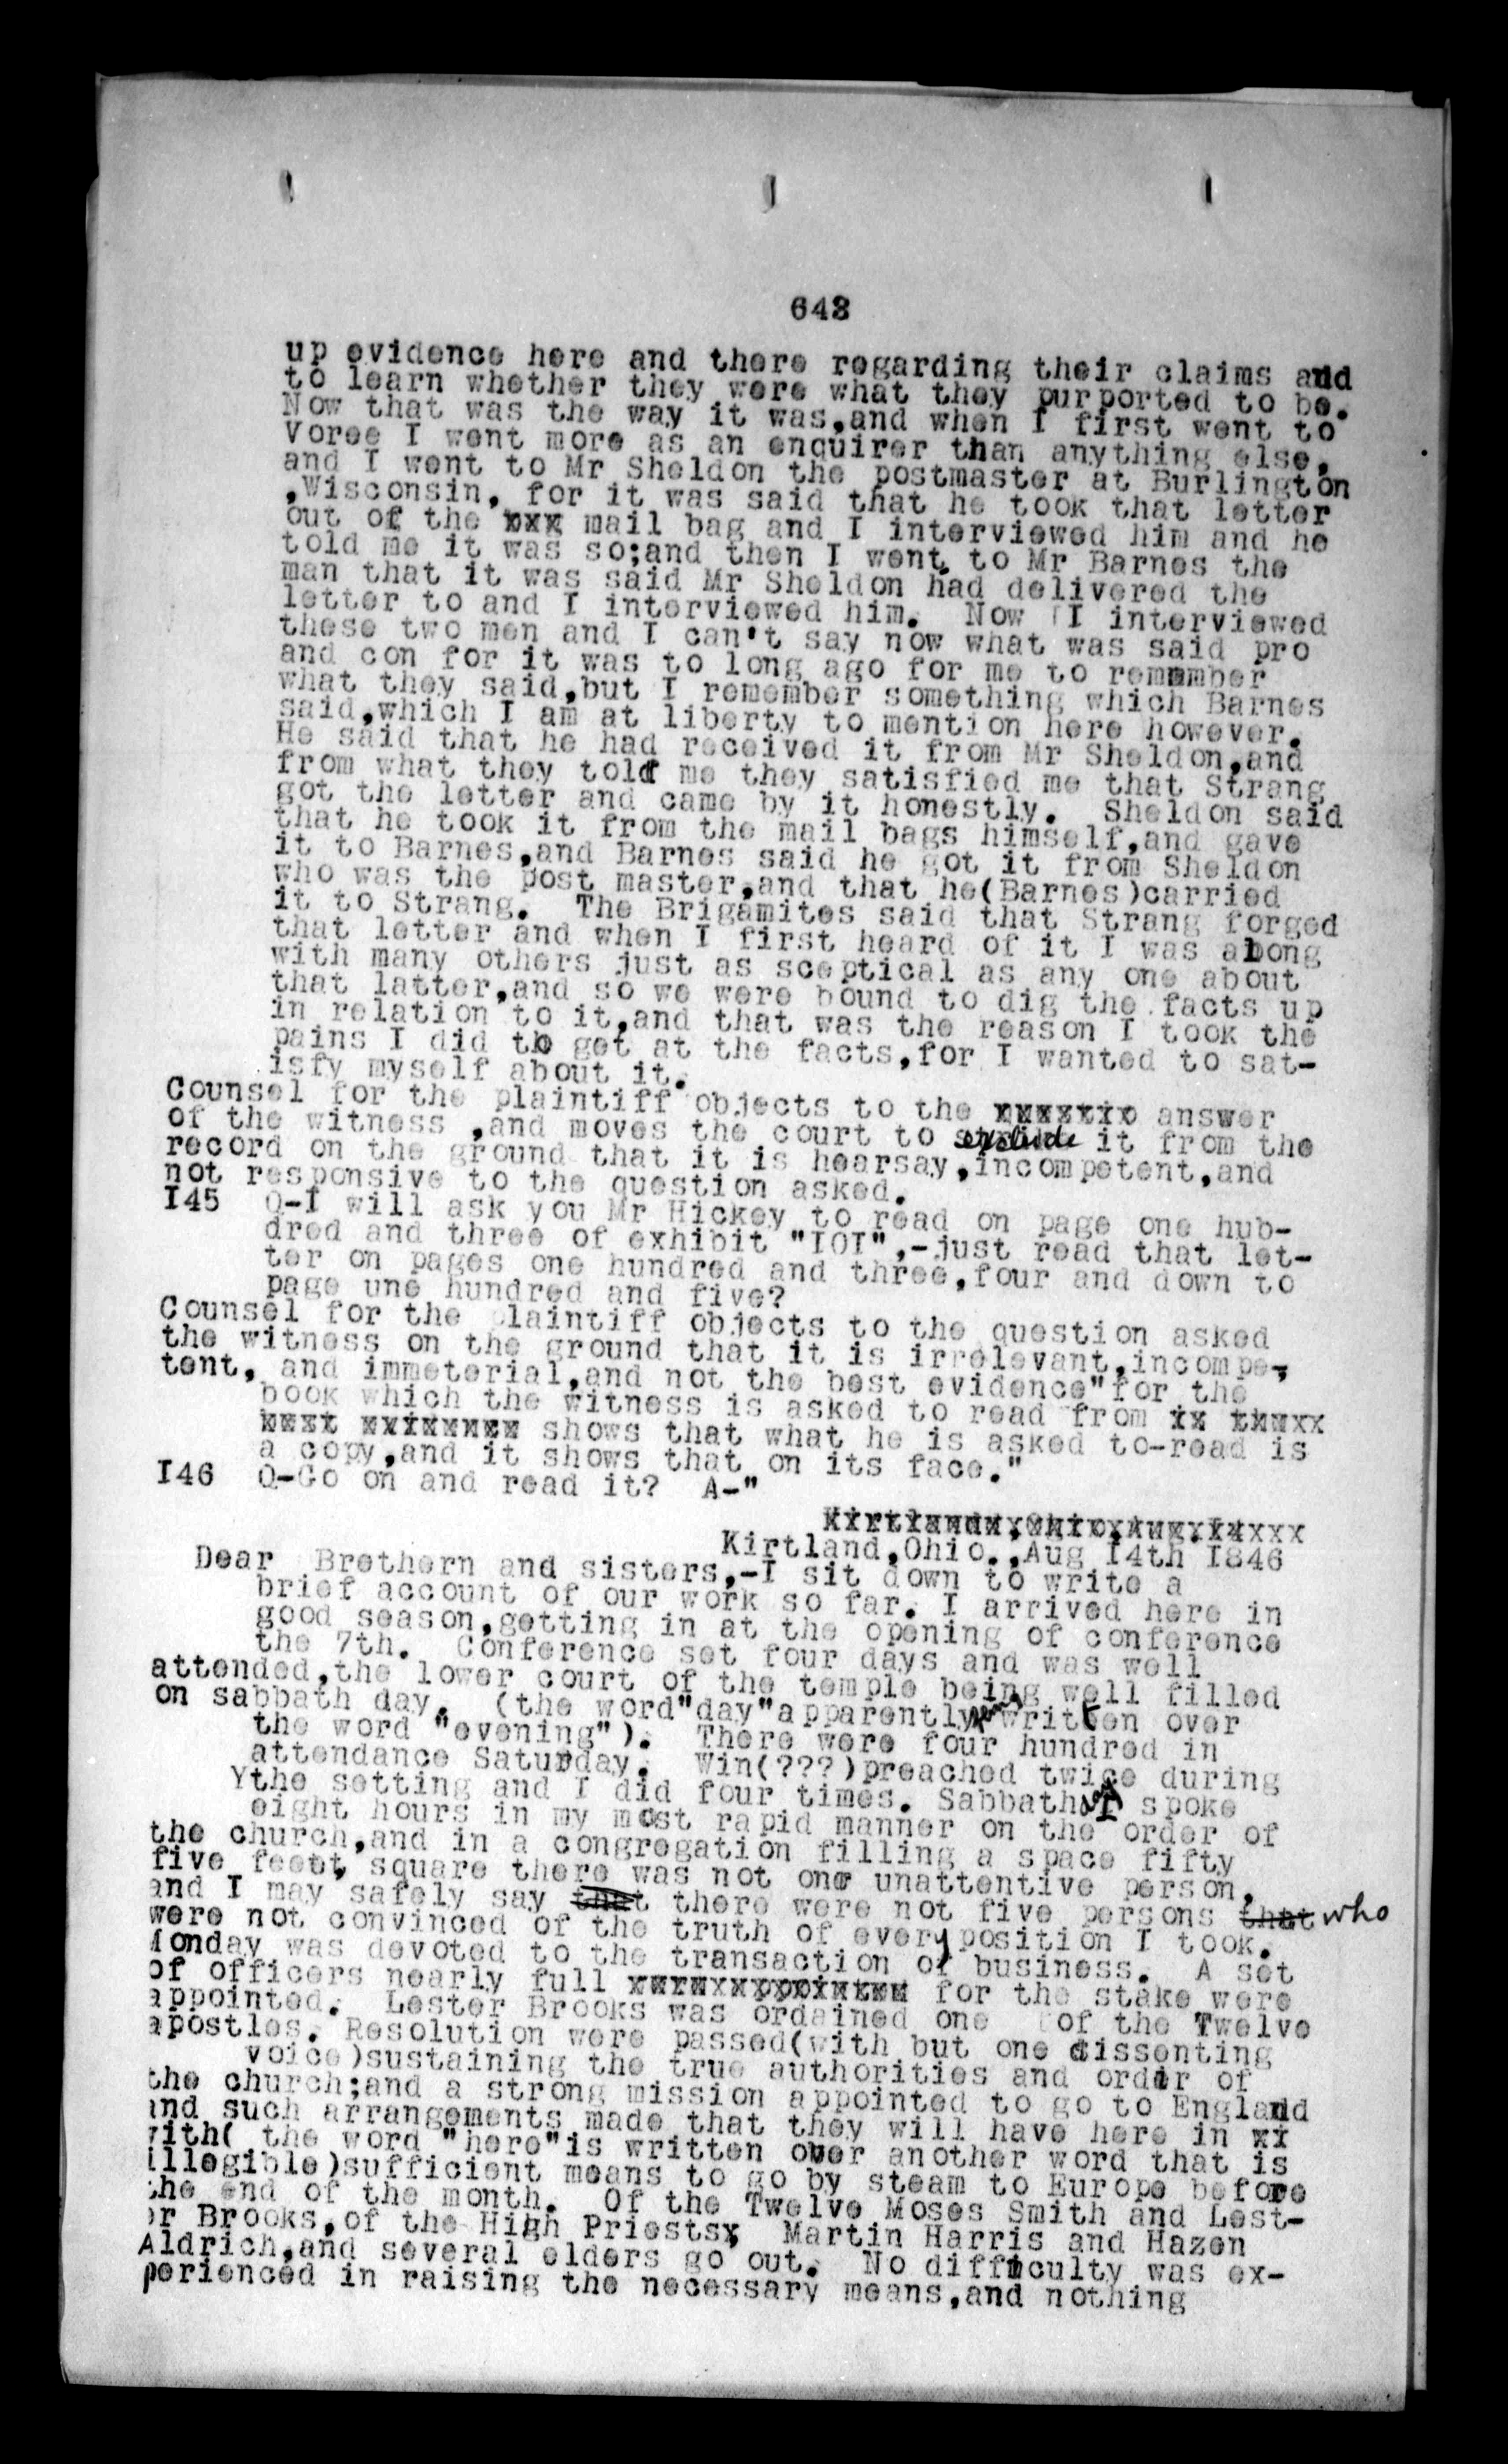 643
up evidence here and there regarding their claims and
to learn whether they were what they purported to be.
Now that was the way it was,and when I first went to
Voree I went more as an enquirer than anything else,
and I went to Mr Sheldon the postmaster at Burlington
,Wisconsin, for it was said that he took that letter
out of the xxx mail bag and I interviewed him and he
told me it was so;and then I went to Mr Barnes the
man that it was said Mr Sheldon had delivered the
letter to and I interviewed him. Now I interviewed
these two men and I can't say now what was said pro
and con for it was to long ago for me to remember
what they said,but I remember something which Barnes
said,which I am at liberty to mention here however.
He said that he had received it from Mr Sheldon,and
from what they told me they satisfied me that Strang
got the letter and came by it honestly. Sheldon said
that he took it from the mail bags himself,and gave
it to Barnes,and Barnes said he got it from Sheldon
who was the post master,and that he(Barnes)carried
it to Strang. The Brigamites said that Strang forged
that letter and when I first heard of it I was along
with many others just as sceptical as any one about
that latter,and so we were bound to dig the facts up
in relation to it,and that was the reason I took the
pains I did to get at the facts,for I wanted to sat-
isfy myself about it.
Counsel for the plaintiff objects to the answer
of the witness ,and moves the court to exclude it from the
record on the ground that it is hearsay,incompetent,and
not responsive to the question asked.
I45 Q-I will ask you Mr Hickey to read on page one hub-
dred and three of exhibit "IOI",-just read that let-
ter on pages one hundred and three,four and down to
page une hundred and five?
Counsel for the plaintiff objects to the question asked
the witness on the ground that it is irrelevant,incompe-,
tent, and immeterial,and not the best evidence"for the
book which the witness is asked to read from
shows that what he is asked to-read is
a copy,and it shows that on its face."
I46 Q-Go on and read it? A-"
Kirtland,Ohio.,Aug I4th I846
Dear Brethern and sisters,-I sit down to write a
brief account of our work so far. I arrived here in
good season,getting in at the opening of conference
the 7th. Conference set four days and was well
attended,the lower court of the temple being well filled
on sabbath day. (the word"day"apparently written over
the word "evening"). There were four hundred in
attendance Saturday. Win(???)preached twice during
Ythe setting and I did four times. Sabbath I spoke
eight hours in my most rapid manner on the order of
the church,and in a congregation filling a space fifty
five feet, square there was not one unattentive person,
and I may safely say that there were not five persons that who
were not convinced of the truth of every position I took.
Monday was devoted to the transaction of business. A set
of officers nearly full for the stake were
appointed. Lester Brooks was ordained one of the Twelve
apostles. Resolution were passed(with but one dissenting
voice)sustaining the true authorities and order of
the church;and a strong mission appointed to go to England
and such arrangements made that they will have here in xi
with( the word "here"is written over another word that is
illegible)sufficient means to go by steam to Europe before
the end of the month. Of the Twelve Moses Smith and Lest-
er Brooks,of the High Priests, Martin Harris and Hazen
Aldrich,and several elders go out. No difficulty was ex-
perienced in raising the necessary means,and nothing